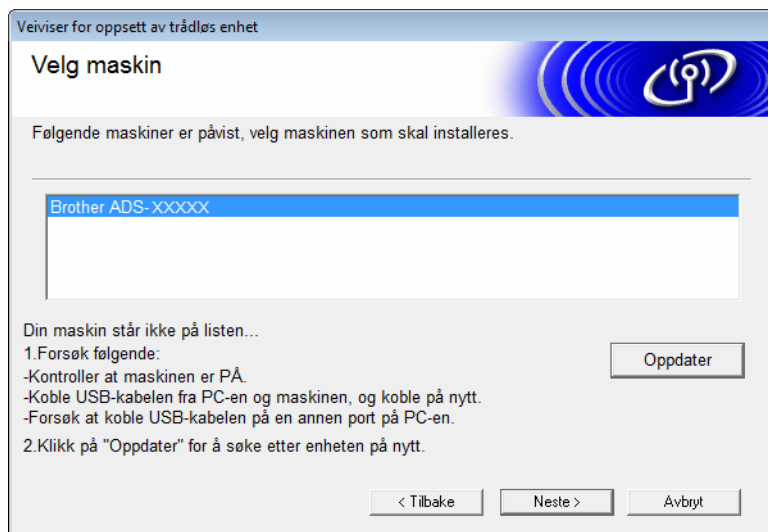 Veiviser for oppsett av trådløs enhet
Velg maskin
Følgende maskiner er påvist, velg maskinen som skal installeres.
Brother ADS-XXXXX
Din maskin står ikke på listen...
1.Forsøk følgende:
-Kontroller at maskinen er PÅ.
-Koble USB-kabelen fra PC-en og maskinen, og koble på nytt.
-Forsøk at koble USB-kabelen på en annen port på PC-en.
Oppdater
2.Klikk på "Oppdater" for å søke etter enheten på nytt.
< Tilbake
Neste >
Avbryt